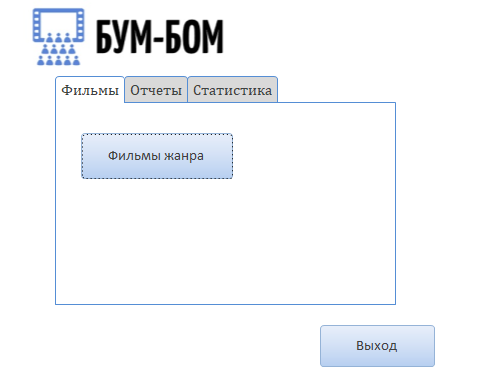 БУМ-БОМ
Фильмы Отчеты Статистика
Фильмы жанра
Выход